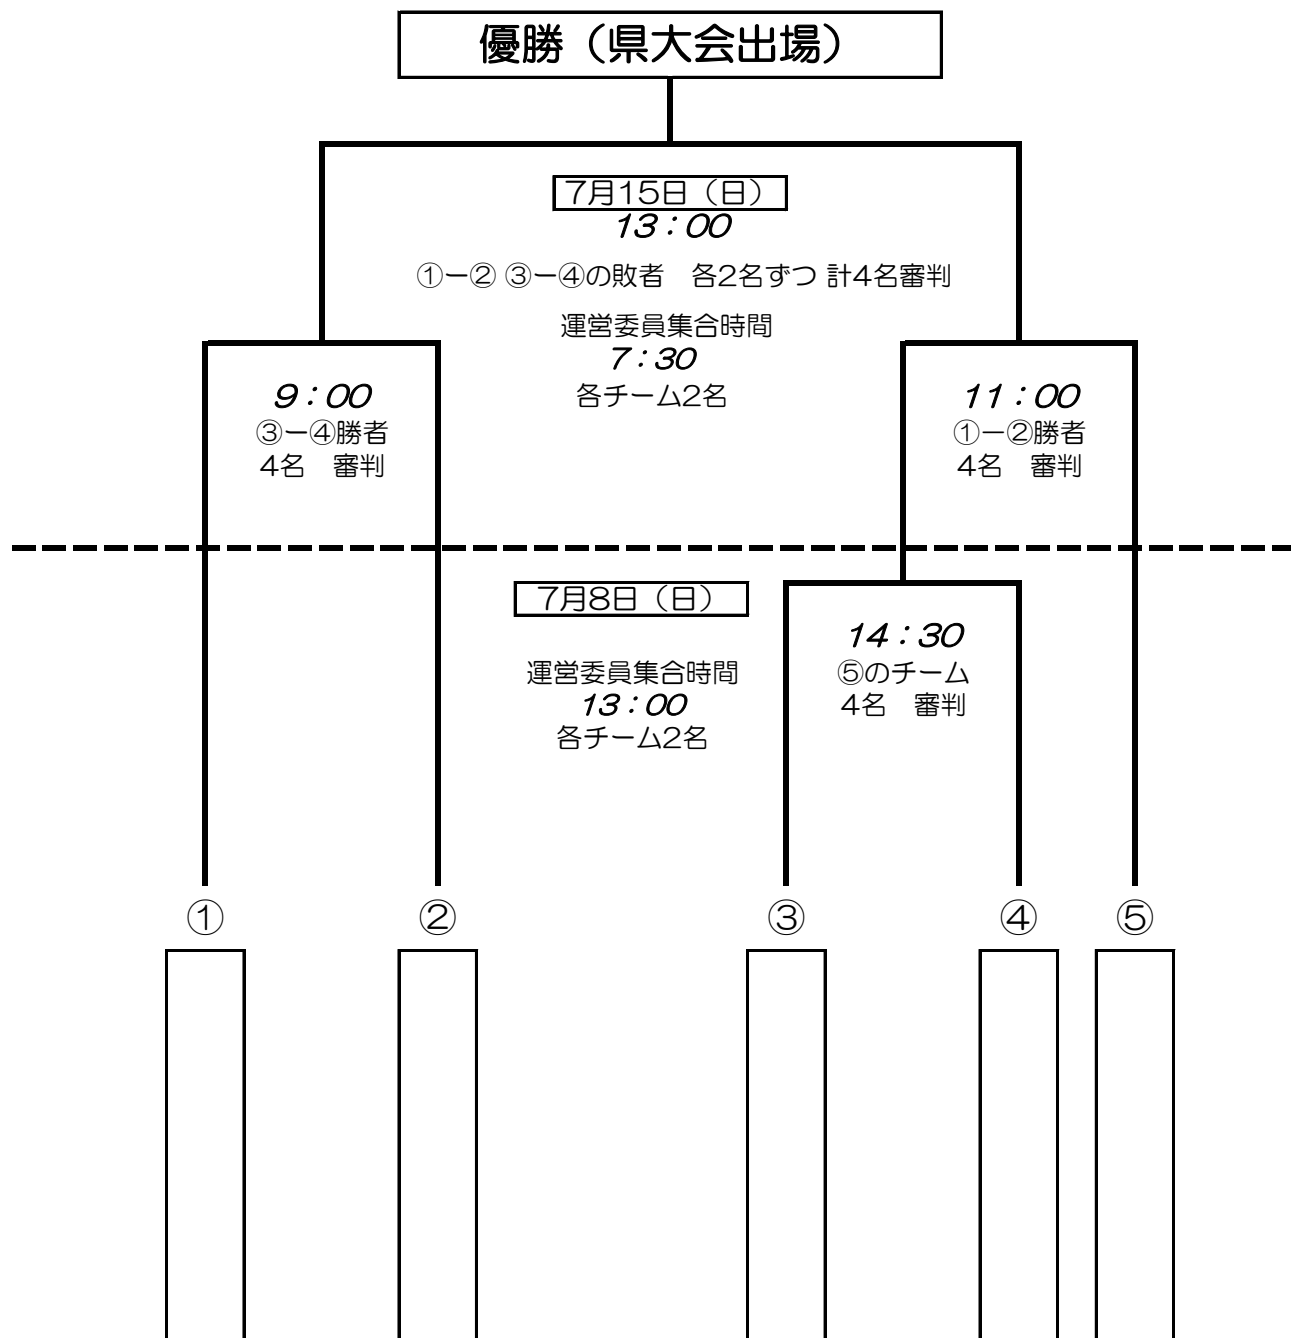 優勝（県大会出場）
7月15日（日）
13：00
①ー② ③ー④の敗者　各2名ずつ 計4名審判
運営委員集合時間
7：30
各チーム2名
9：00
③ー④勝者
4名　審判
11：00
①ー②勝者
4名　審判
7月8日（日）
運営委員集合時間
13：00
各チーム2名
14：30
⑤のチーム
4名　審判
①
②
③
④
⑤